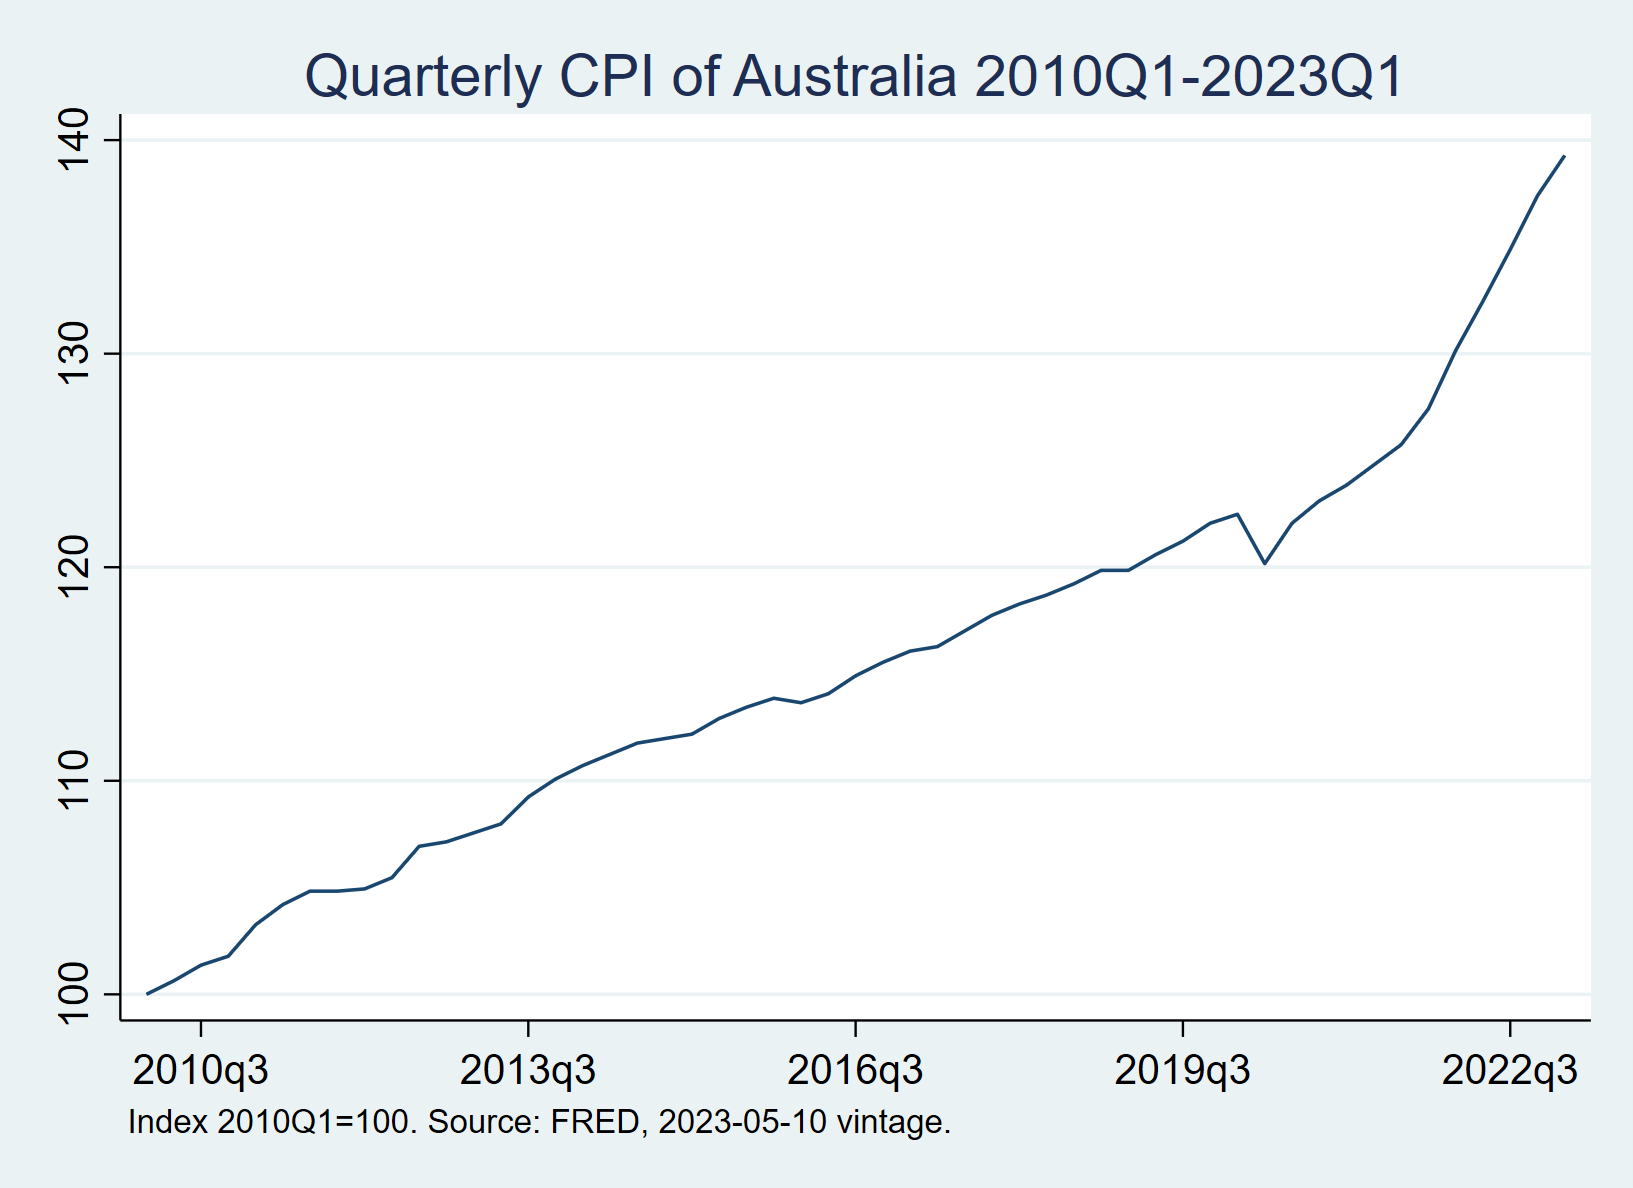 Quarterly CPI of Australia 2010Q1-2023Q1
140
130
120
110
100
2010q3 2013q3 2016q3 2019q3 2022q3
Index 2010Q1=100. Source: FRED, 2023-05-10 vintage.